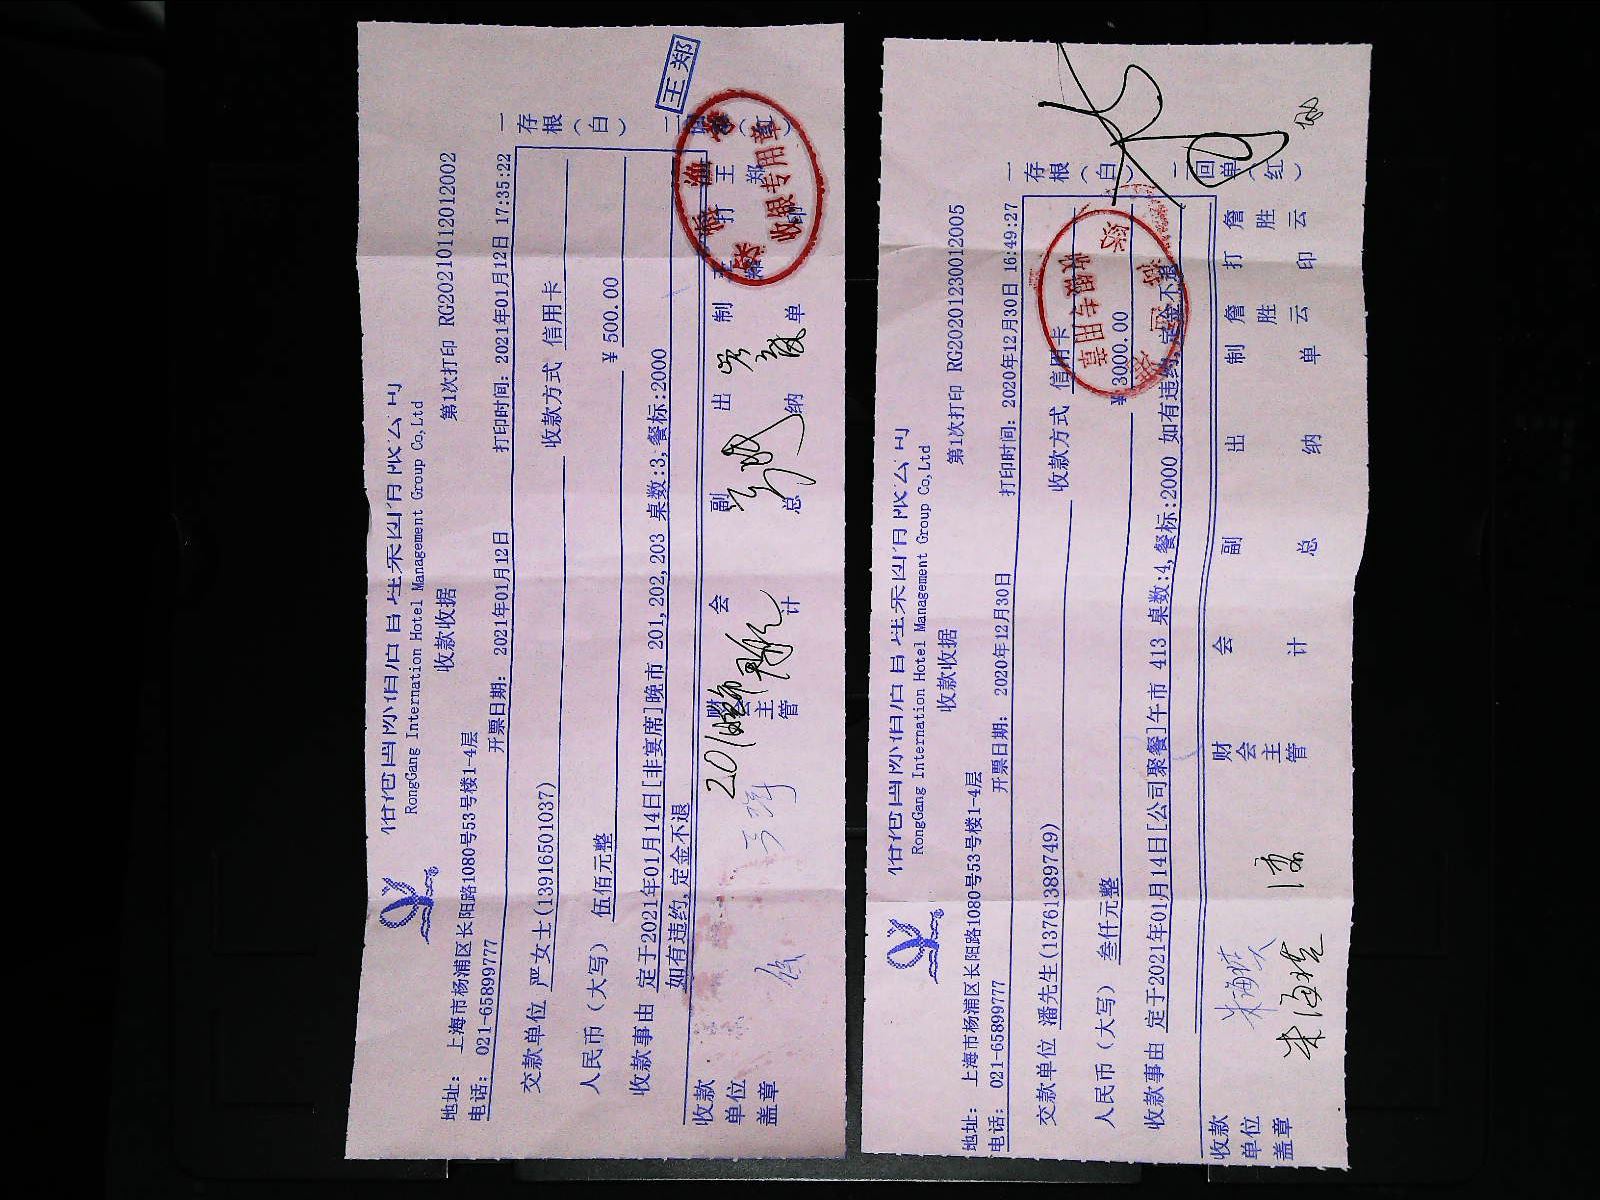 RongGang Internation Hotel Management Group Co,Ltd
收款收据
第1次打印 RG20210112012002
地址: 上海市杨浦区长阳路1080号53号楼1-4层
电话: 021-65899777
开票日期: 2021年01月12日
打印时间: 2021年01月12日 17:35:22
交款单位 严女士(13916501037)
收款方式 信用卡
人民币(大写) 伍佰元整
¥ 500.00
收款事由 定于2021年01月14日[非宴席]晚市 201,202,203 桌数:3,餐标:2000
如有违约,定金不退
收款单位盖章
财会主管
会计
副总
出纳
制单
打印
王郑
一存根(白)
王郑
收银专用章
RongGang Internation Hotel Management Group Co,Ltd
收款收据
第1次打印 RG20201230012005
地址: 上海市杨浦区长阳路1080号53号楼1-4层
电话: 021-65899777
开票日期: 2020年12月30日
打印时间: 2020年12月30日 16:49:27
交款单位 潘先生(13761389749)
收款方式 信用卡
人民币(大写) 叁仟元整
¥ 3000.00
收款事由 定于2021年01月14日[公司聚餐]午市 413 桌数:4,餐标:2000 如有违约,定金不退
收款单位盖章
财会主管
会计
副总
出纳
制单 詹胜云
打印 詹胜云
一存根(白) 二回单(红)
收银专用章